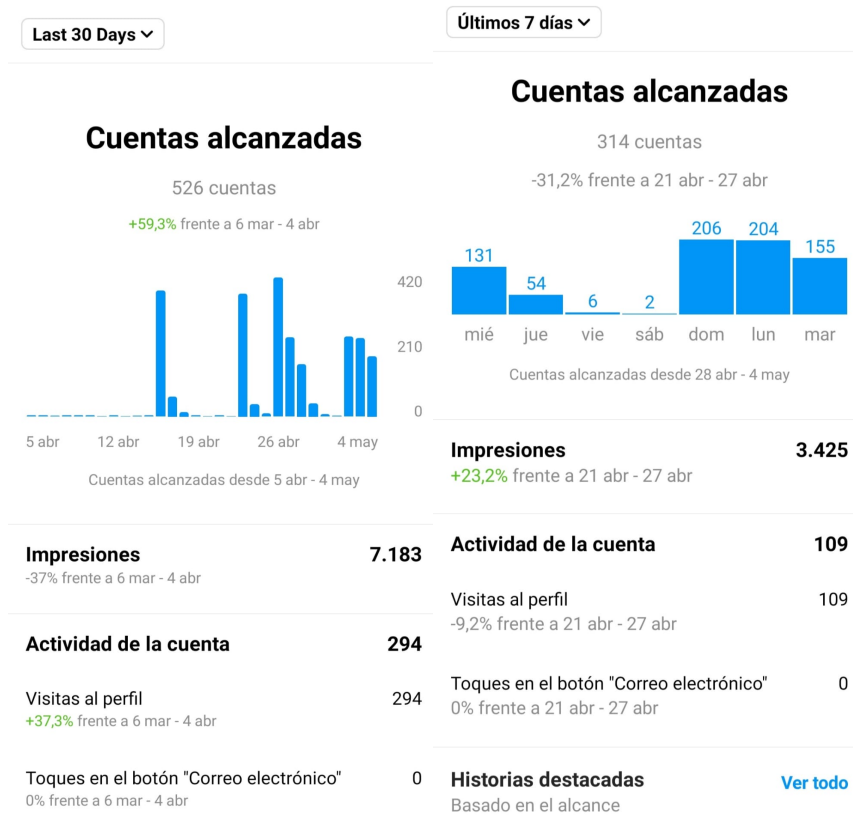 Last 30 Days
Cuentas alcanzadas
526 cuentas
+59,3% frente a 6 mar - 4 abr
420
210
0
5 abr 12 abr 19 abr 26 abr 4 may
Cuentas alcanzadas desde 5 abr - 4 may
Impresiones 7.183
-37% frente a 6 mar - 4 abr
Actividad de la cuenta 294
Visitas al perfil 294
+37,3% frente a 6 mar - 4 abr
Toques en el botón "Correo electrónico" 0
0% frente a 6 mar - 4 abr
Últimos 7 días
Cuentas alcanzadas
314 cuentas
-31,2% frente a 21 abr - 27 abr
131 54 6 2 206 204 155
mié jue vie sáb dom lun mar
Cuentas alcanzadas desde 28 abr - 4 may
Impresiones 3.425
+23,2% frente a 21 abr - 27 abr
Actividad de la cuenta 109
Visitas al perfil 109
-9,2% frente a 21 abr - 27 abr
Toques en el botón "Correo electrónico" 0
0% frente a 21 abr - 27 abr
Historias destacadas Ver todo
Basado en el alcance